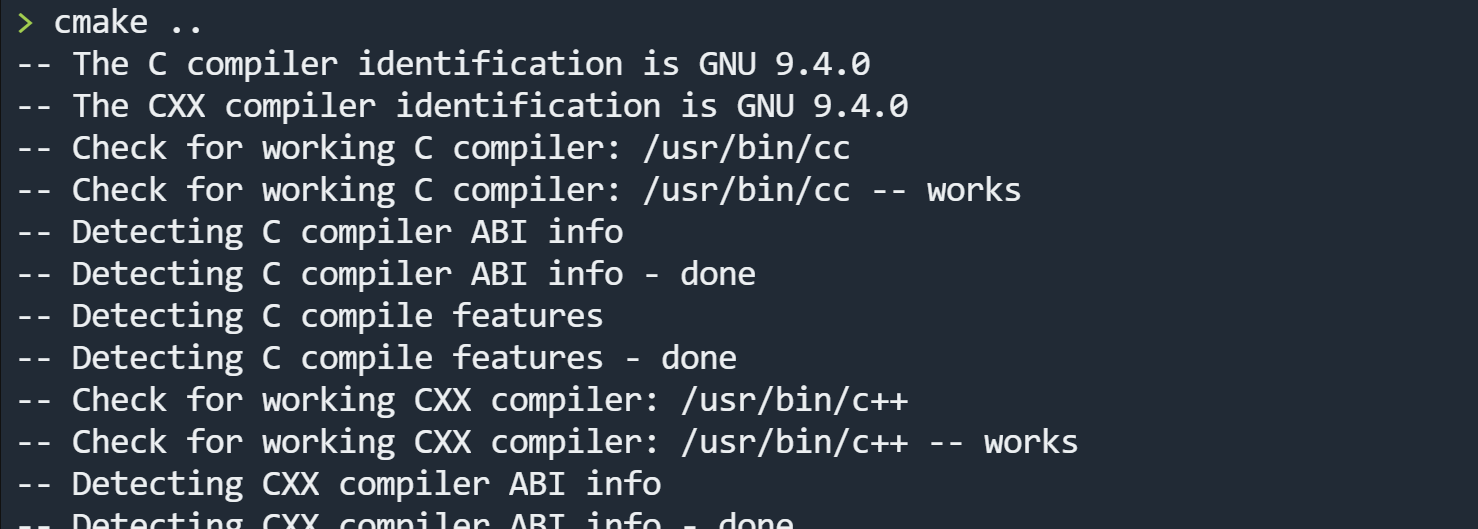 > cmake ..
-- The C compiler identification is GNU 9.4.0
-- The CXX compiler identification is GNU 9.4.0
-- Check for working C compiler: /usr/bin/cc
-- Check for working C compiler: /usr/bin/cc -- works
-- Detecting C compiler ABI info
-- Detecting C compiler ABI info - done
-- Detecting C compile features
-- Detecting C compile features - done
-- Check for working CXX compiler: /usr/bin/c++
-- Check for working CXX compiler: /usr/bin/c++ -- works
-- Detecting CXX compiler ABI info
-- Detecting CXX compiler ABI info - done